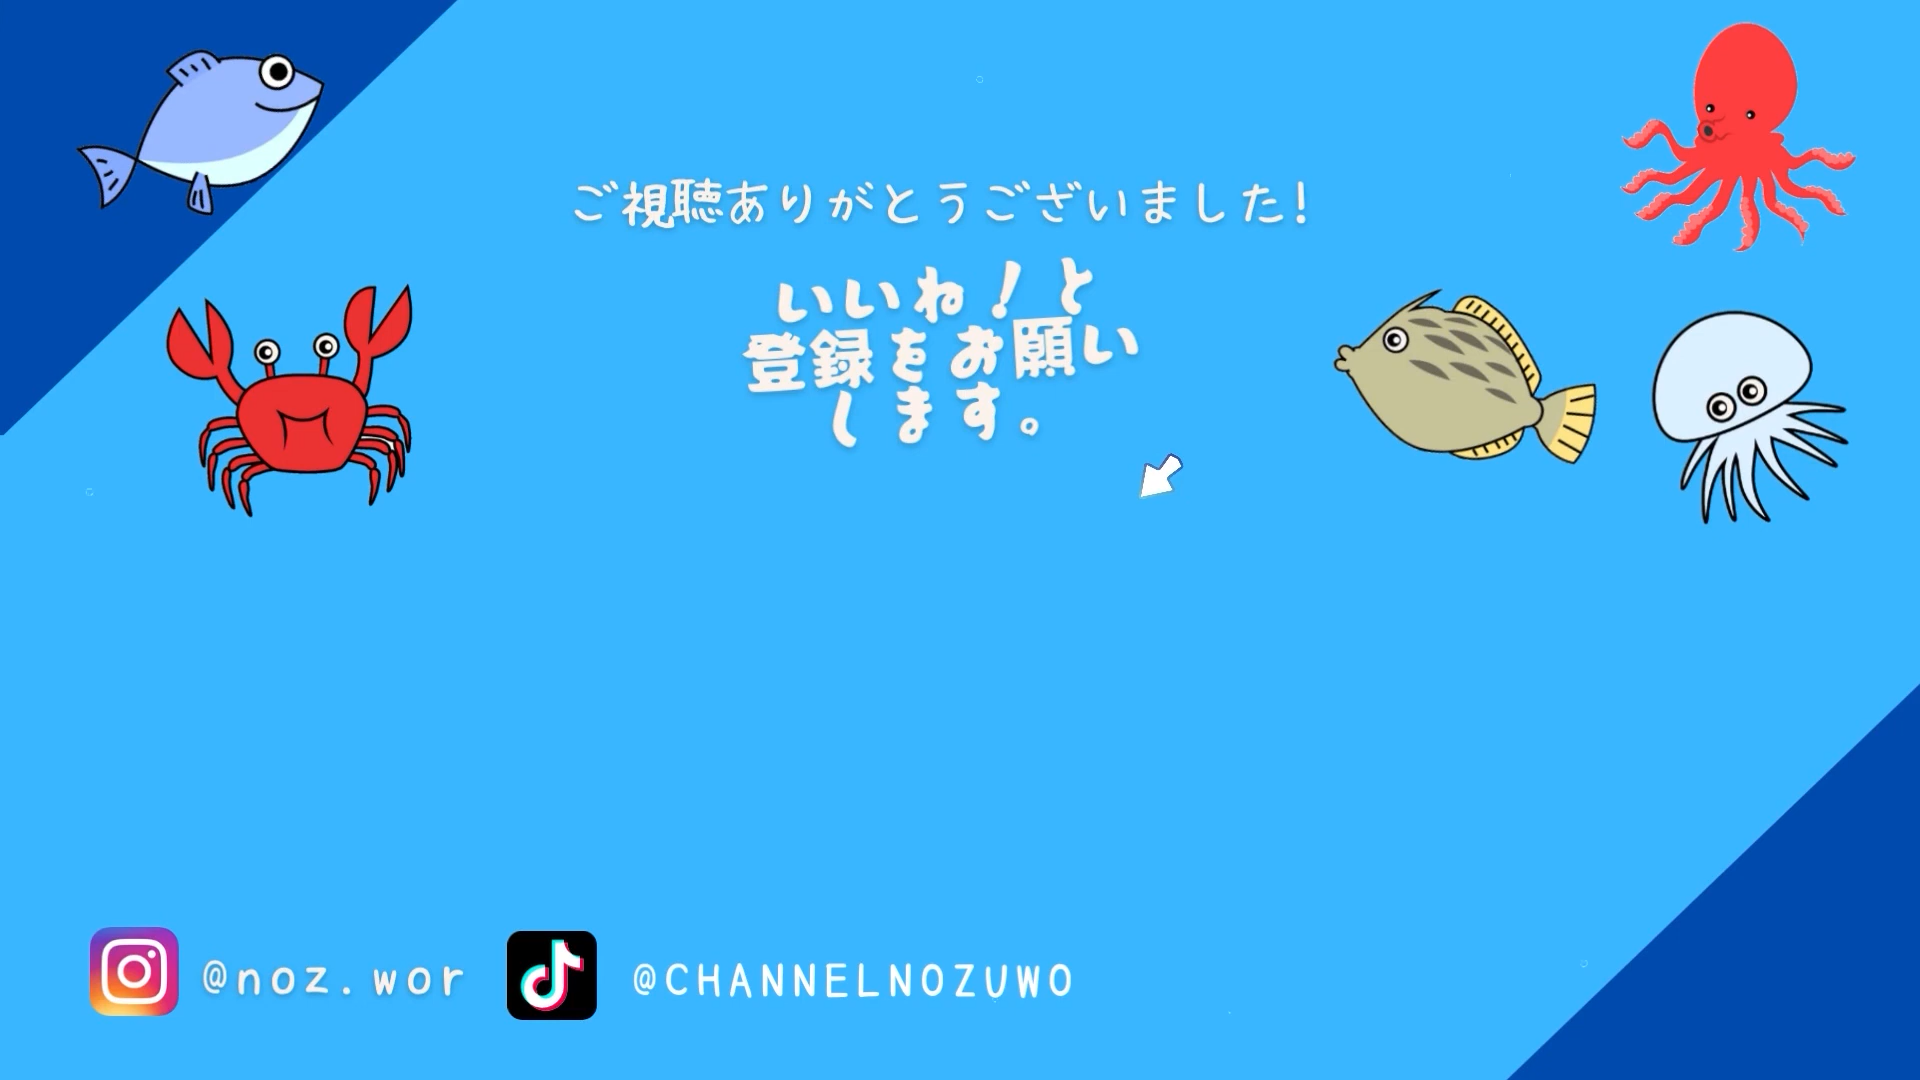 ご視聴ありがとうございました!
いいね!と
登録をお願い
します。
@noz.wor
@CHANNELNOZUWO